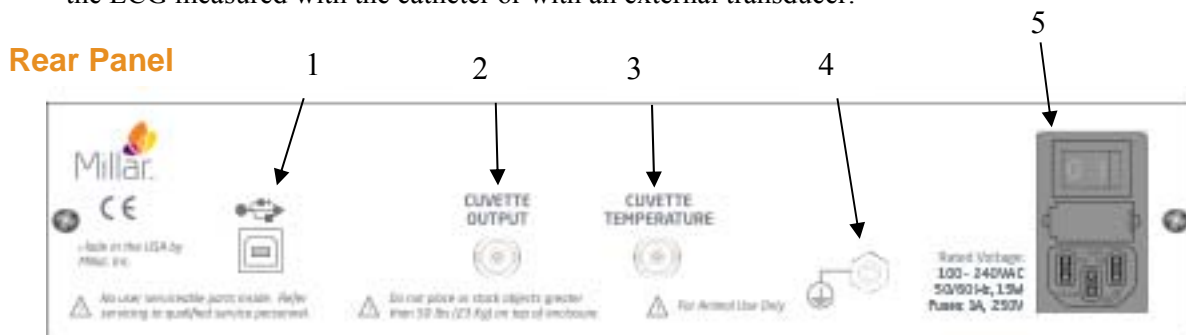 the ECG measured with the catheter or with an external transducer.
Rear Panel
1
2
3
4
5
Millar.
CE
Made in the USA by
Millar, Inc.
CUVETTE
OUTPUT
CUVETTE
TEMPERATURE
Rated Voltage:
100 - 240VAC
50/60 Hz, 15W
Fuses: 1A, 250V
No user serviceable parts inside. Refer
servicing to qualified service personnel.
Do not place or stack objects greater
than 50 lbs (23 Kg) on top of enclosure
For Animal Use Only